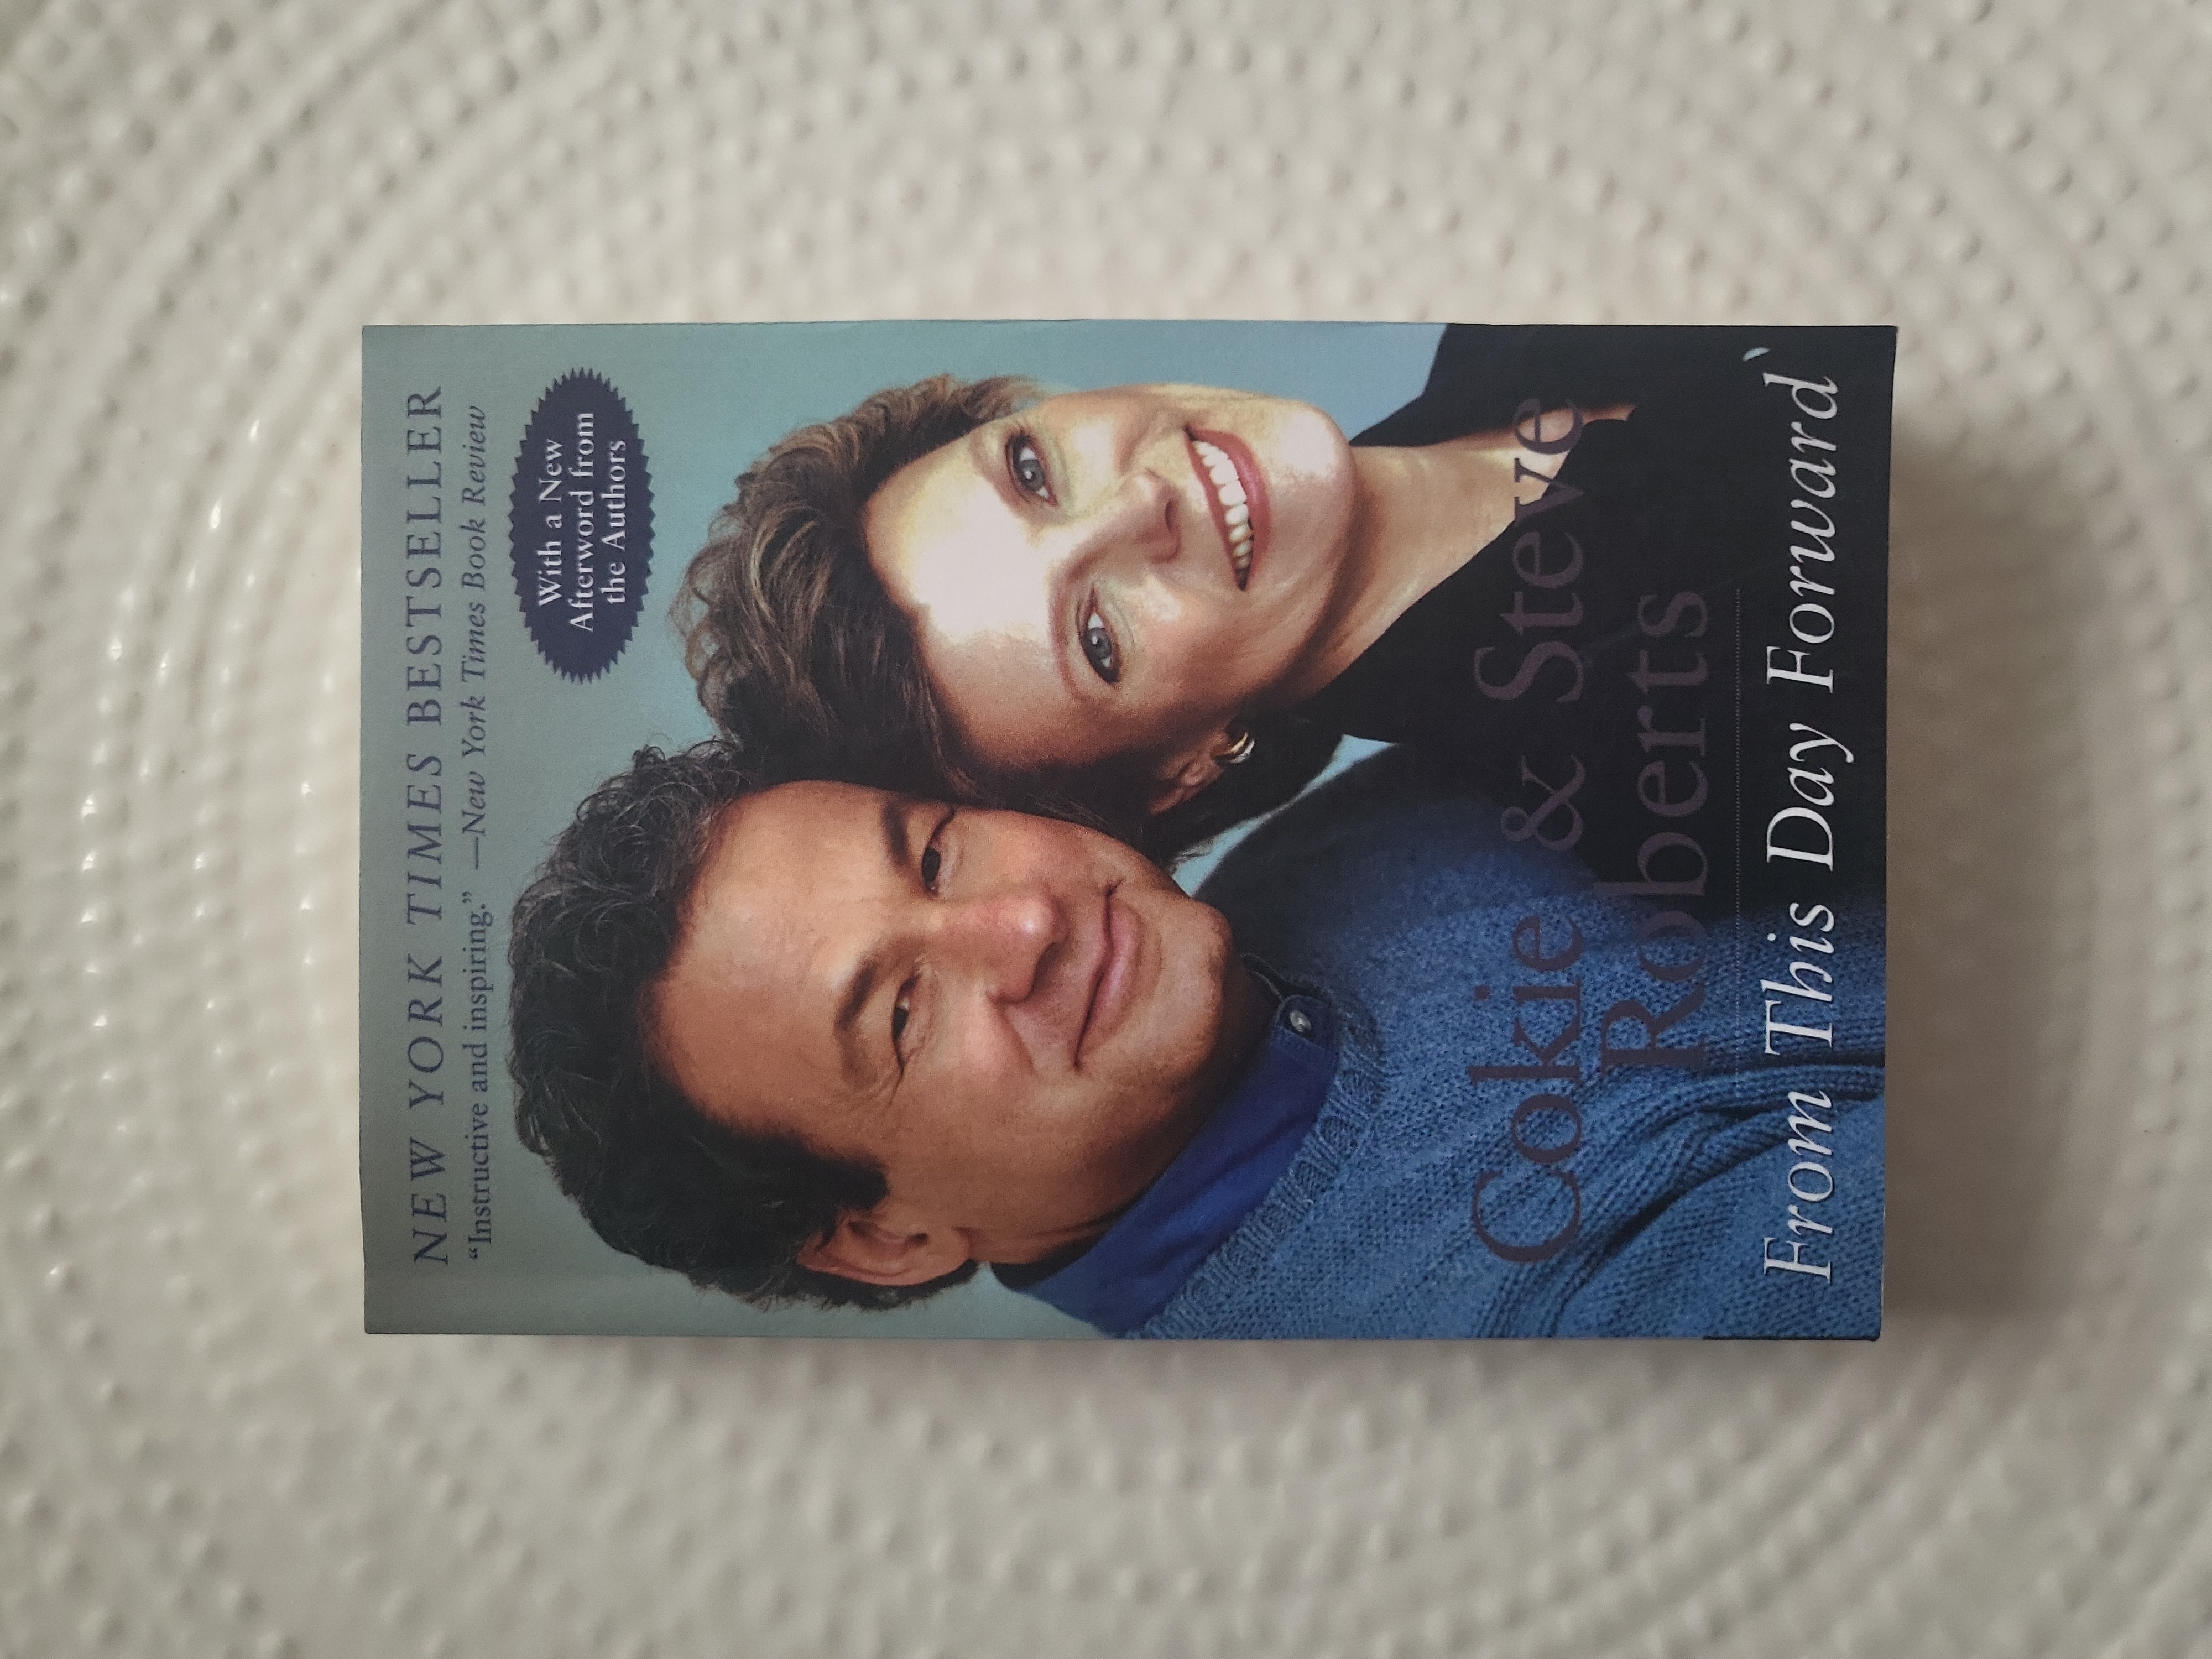 NEW YORK TIMES BESTSELLER
“Instructive and inspiring.” —New York Times Book Review
With a New
Afterword from
the Authors
Cokie & Steve
Roberts
From This Day Forward